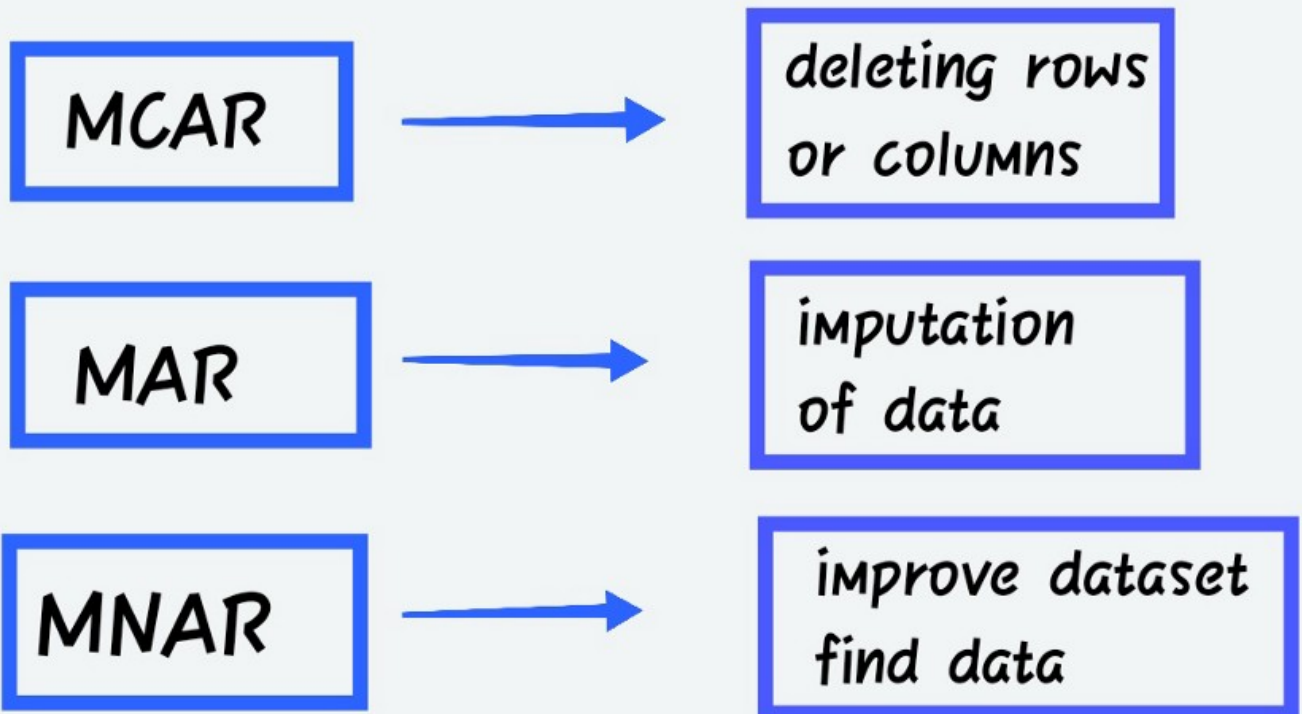 MCAR
deleting rows
or columns
MAR
imputation
of data
MNAR
improve dataset
find data